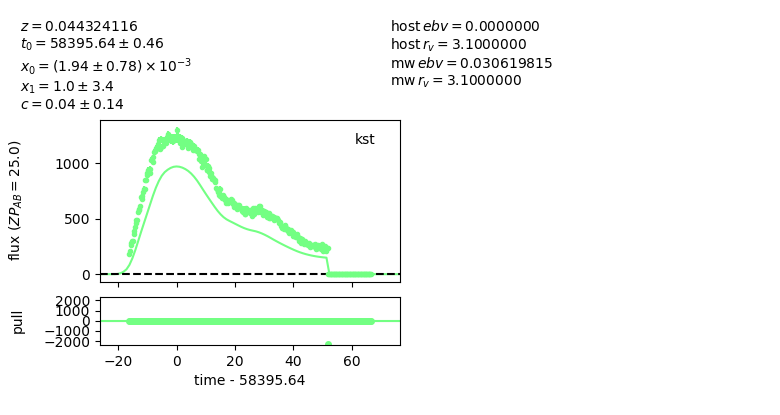 z = 0.044324116
t₀ = 58395.64 ± 0.46
x₀ = (1.94 ± 0.78) × 10⁻³
x₁ = 1.0 ± 3.4
c = 0.04 ± 0.14
host ebv = 0.0000000
host r_v = 3.1000000
mw ebv = 0.030619815
mw r_v = 3.1000000
kst
flux (ZP_AB = 25.0)
1000
500
0
pull
2000
1000
0
−1000
−2000
−20 0 20 40 60
time - 58395.64